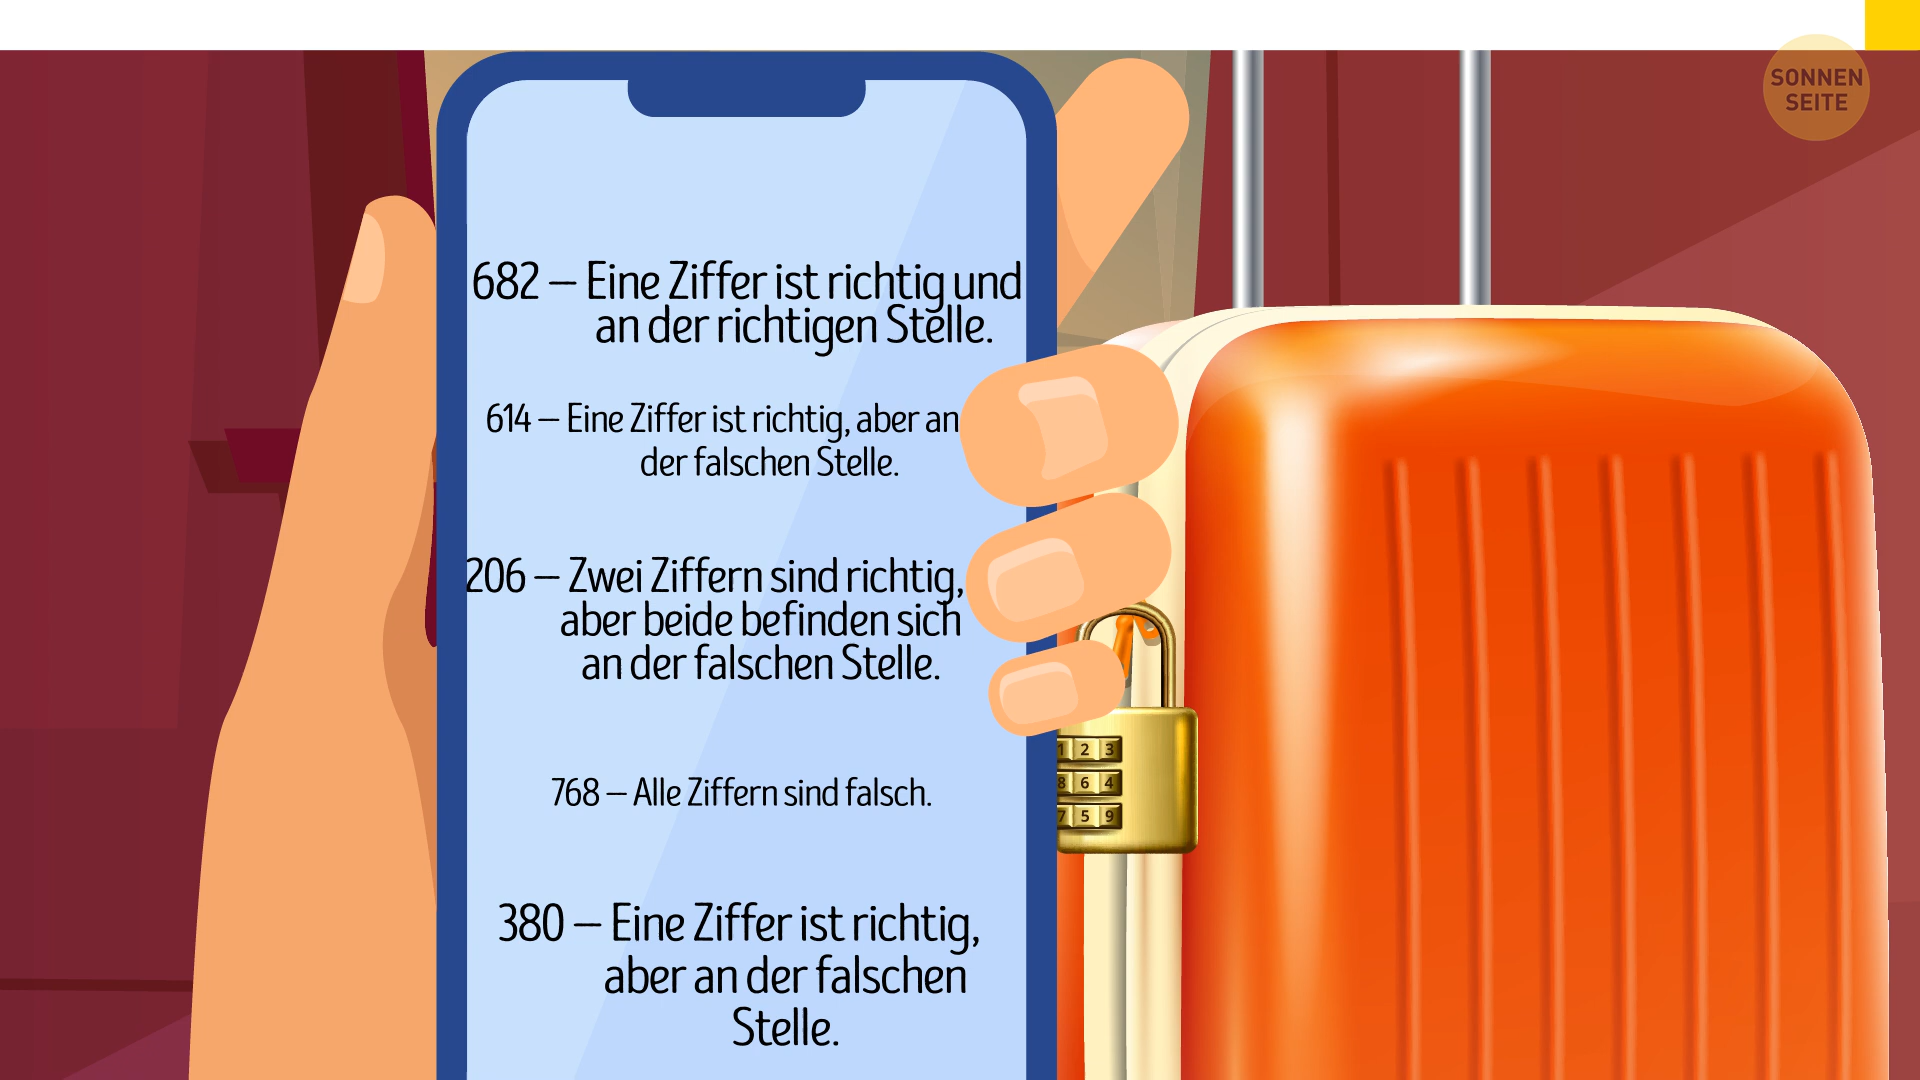 SONNEN
SEITE
682 – Eine Ziffer ist richtig und
an der richtigen Stelle.
614 – Eine Ziffer ist richtig, aber an
der falschen Stelle.
206 – Zwei Ziffern sind richtig,
aber beide befinden sich
an der falschen Stelle.
1 2 3
8 6 4
7 5 9
768 – Alle Ziffern sind falsch.
380 – Eine Ziffer ist richtig,
aber an der falschen
Stelle.